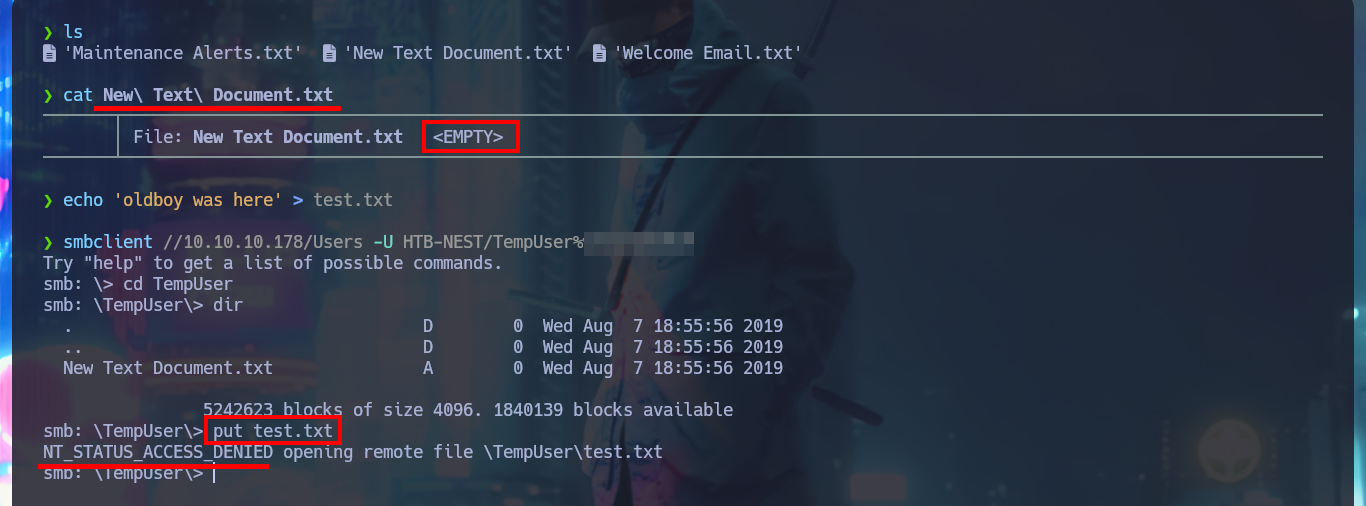 ❯ ls
'Maintenance Alerts.txt' 'New Text Document.txt' 'Welcome Email.txt'
❯ cat New\ Text\ Document.txt
File: New Text Document.txt <EMPTY>
❯ echo 'oldboy was here' > test.txt
❯ smbclient //10.10.10.178/Users -U HTB-NEST/TempUser%
Try "help" to get a list of possible commands.
smb: \> cd TempUser
smb: \TempUser\> dir
. D 0 Wed Aug 7 18:55:56 2019
.. D 0 Wed Aug 7 18:55:56 2019
New Text Document.txt A 0 Wed Aug 7 18:55:56 2019
5242623 blocks of size 4096. 1840139 blocks available
smb: \TempUser\> put test.txt
NT_STATUS_ACCESS_DENIED opening remote file \TempUser\test.txt
smb: \TempUser\>